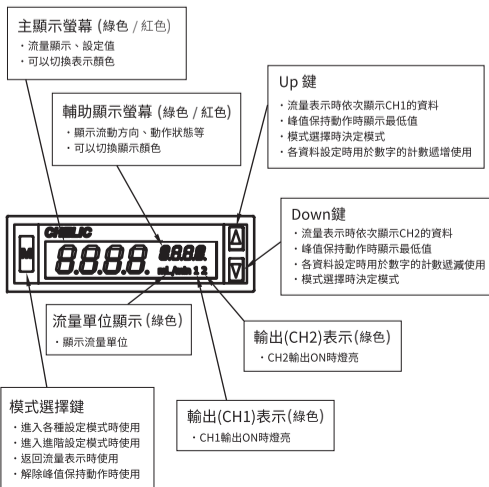 主顯示螢幕 (綠色 / 紅色)
・流量顯示、設定值
・可以切換表示顏色
輔助顯示螢幕 (綠色 / 紅色)
・顯示流動方向、動作狀態等
・可以切換顯示顏色
Up 鍵
・流量表示時依次顯示CH1的資料
・峰值保持動作時顯示最低值
・模式選擇時決定模式
・各資料設定時用於數字的計數遞增使用
Down鍵
・流量表示時依次顯示CH2的資料
・峰值保持動作時顯示最低值
・各資料設定時用於數字的計數遞減使用
・模式選擇時決定模式
CHELIC
M
8.8.8.8.
8.8.8.8.
mL/min 1 2
流量單位顯示 (綠色)
・顯示流量單位
輸出(CH2)表示(綠色)
・CH2輸出ON時燈亮
模式選擇鍵
・進入各種設定模式時使用
・進入進階設定模式時使用
・返回流量表示時使用
・解除峰值保持動作時使用
輸出(CH1)表示(綠色)
・CH1輸出ON時燈亮